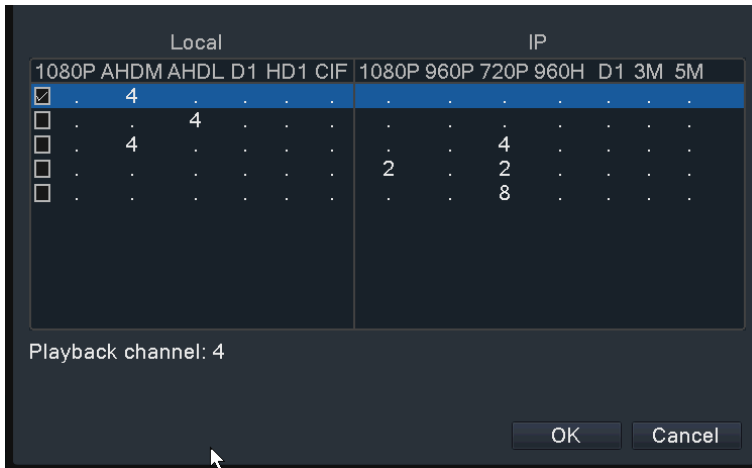 Local IP
1080P AHDM AHDL D1 HD1 CIF 1080P 960P 720P 960H D1 3M 5M
. 4 . . . . . . . . . . .
. . 4 . . . . . . . . . .
. 4 . . . . . . 4 . . . .
. . . . . . 2 . 2 . . . .
. . . . . . . . 8 . . . .
Playback channel: 4
OK Cancel